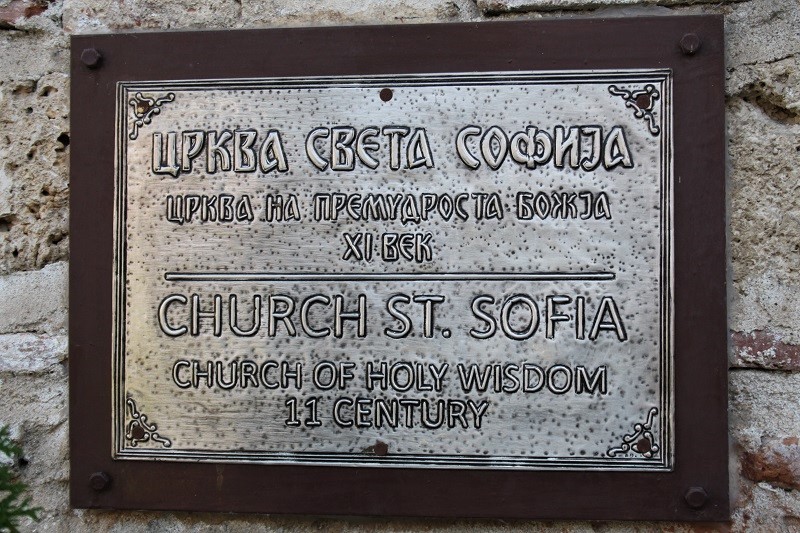 ЦРКВА СВЕТА СОФИЈА
ЦРКВА НА ПРЕМУДРОСТА БОЖЈА
XI ВЕК
CHURCH ST. SOFIA
CHURCH OF HOLY WISDOM
11 CENTURY